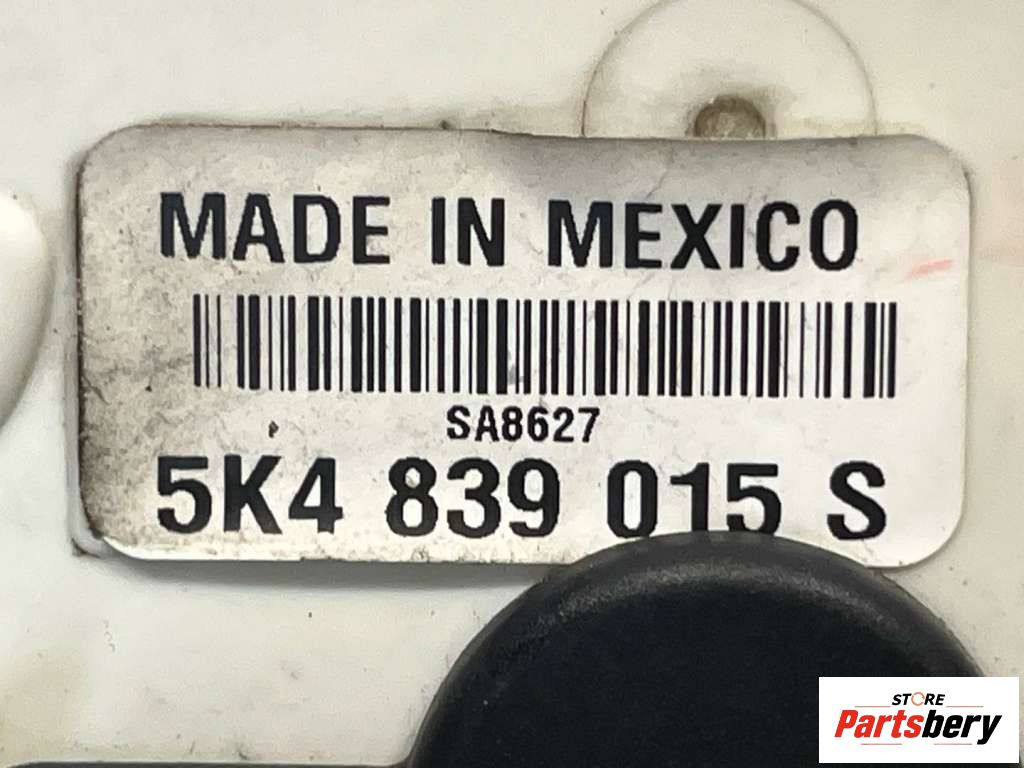 MADE IN MEXICO
SA8627
5K4 839 015 S
STORE
Partsbery